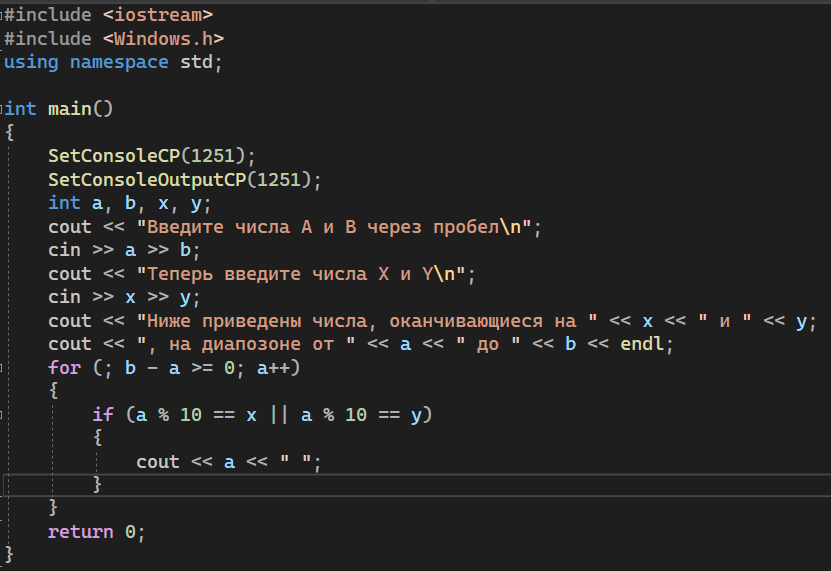 #include <iostream>
#include <Windows.h>
using namespace std;

int main()
{
    SetConsoleCP(1251);
    SetConsoleOutputCP(1251);
    int a, b, x, y;
    cout << "Введите числа A и B через пробел\n";
    cin >> a >> b;
    cout << "Теперь введите числа X и Y\n";
    cin >> x >> y;
    cout << "Ниже приведены числа, оканчивающиеся на " << x << " и " << y;
    cout << ", на диапозоне от " << a << " до " << b << endl;
    for (; b - a >= 0; a++)
    {
        if (a % 10 == x || a % 10 == y)
        {
            cout << a << " ";
        }
    }
    return 0;
}